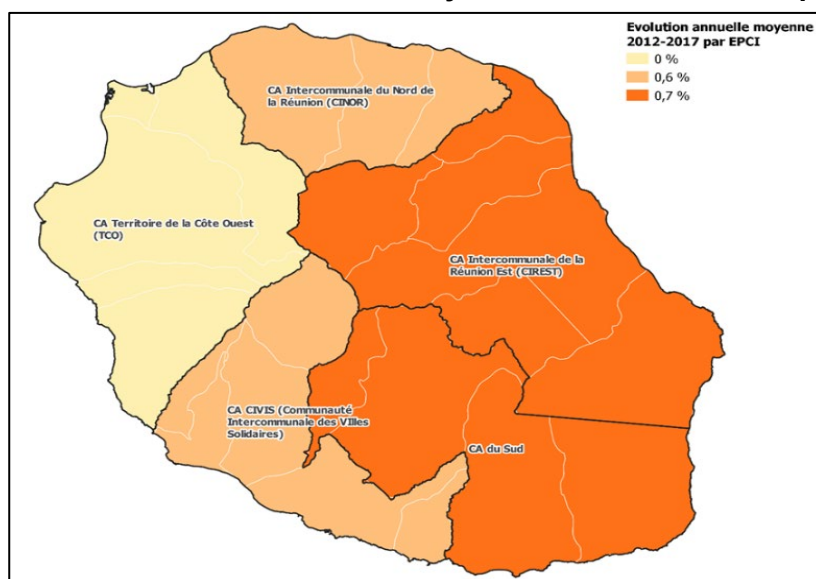 Evolution annuelle moyenne
2012-2017 par EPCI
0 %
0,6 %
0,7 %
CA Intercommunale du Nord de
la Réunion (CINOR)
CA Territoire de la Côte Ouest
(TCO)
CA Intercommunale de la
Réunion Est (CIREST)
CA CIVIS (Communauté
Intercommunale des VIlles
Solidaires)
CA du Sud